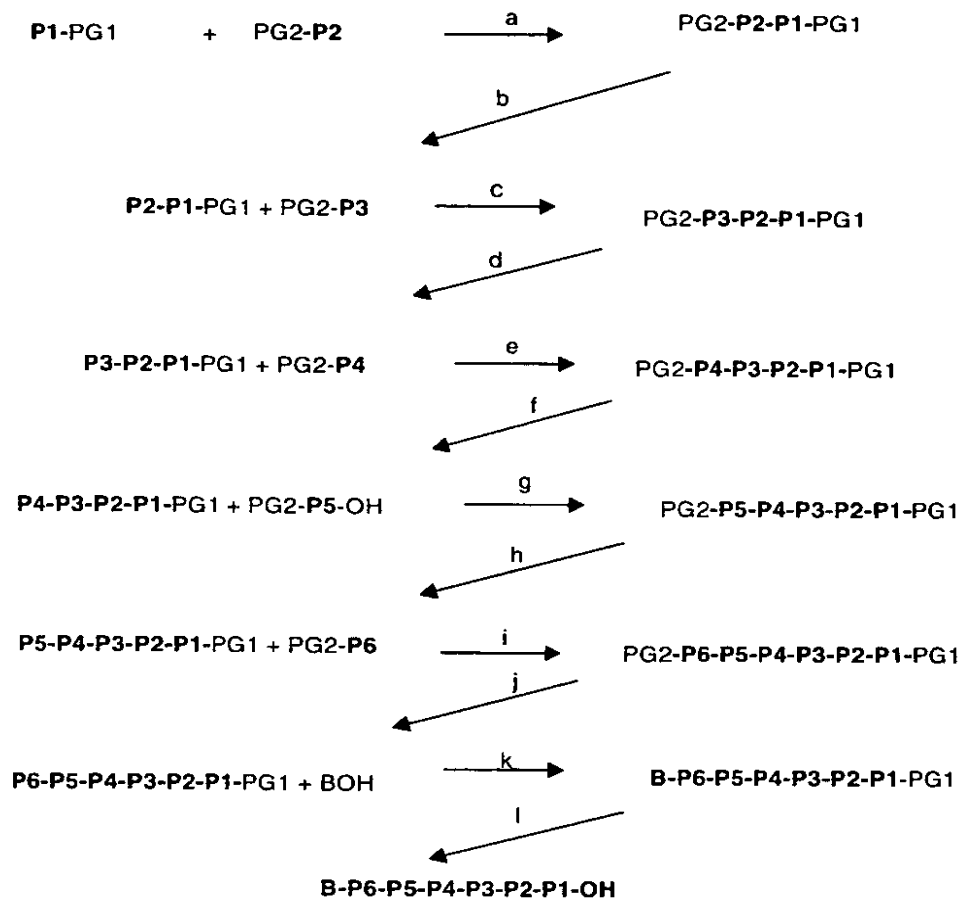 P1-PG1 + PG2-P2 a PG2-P2-P1-PG1
b
P2-P1-PG1 + PG2-P3 c PG2-P3-P2-P1-PG1
d
P3-P2-P1-PG1 + PG2-P4 e PG2-P4-P3-P2-P1-PG1
f
P4-P3-P2-P1-PG1 + PG2-P5-OH g PG2-P5-P4-P3-P2-P1-PG1
h
P5-P4-P3-P2-P1-PG1 + PG2-P6 i PG2-P6-P5-P4-P3-P2-P1-PG1
j
P6-P5-P4-P3-P2-P1-PG1 + BOH k B-P6-P5-P4-P3-P2-P1-PG1
l
B-P6-P5-P4-P3-P2-P1-OH